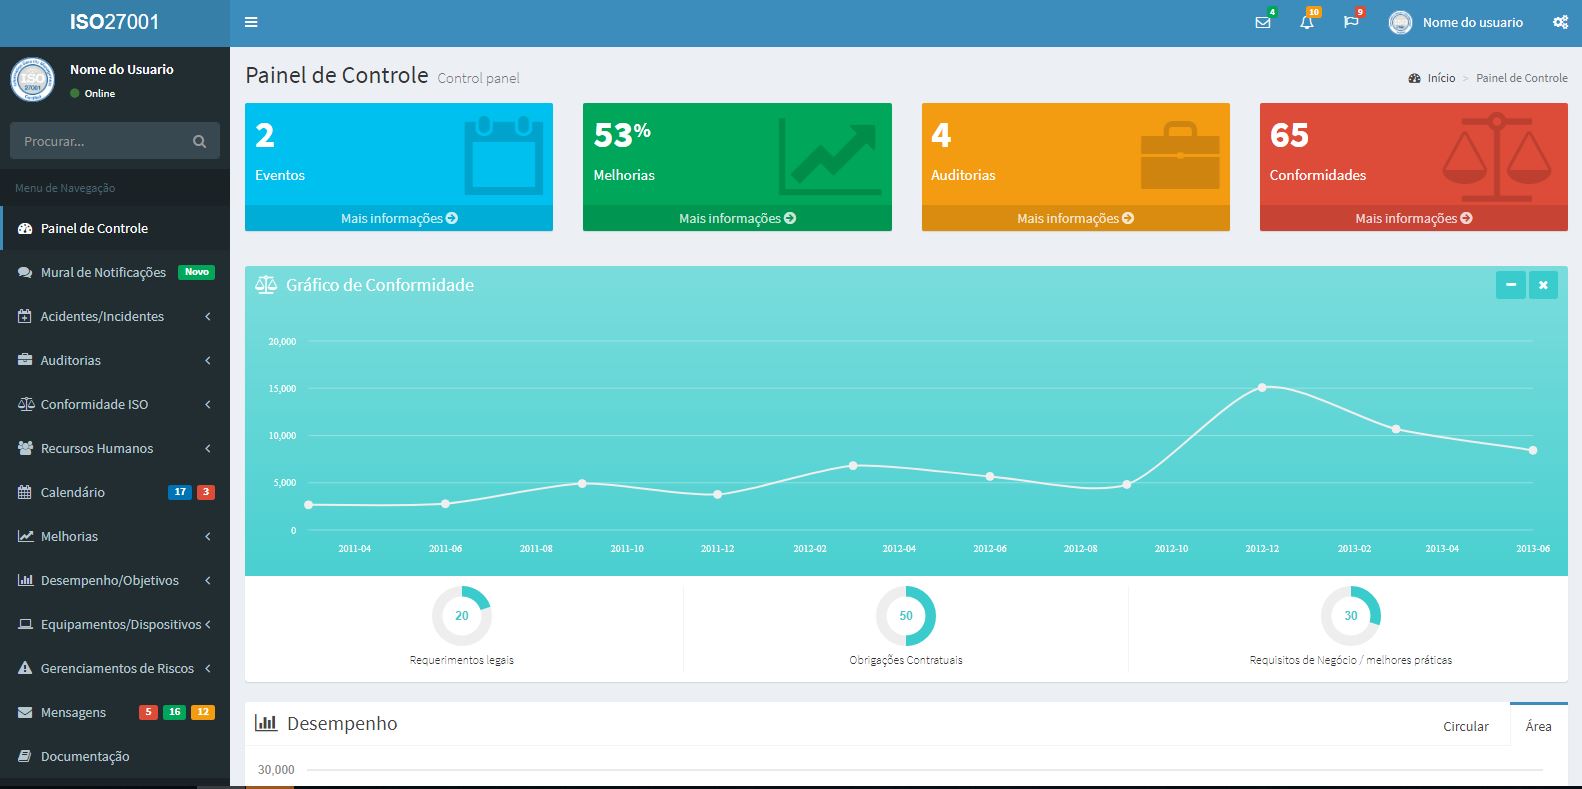 ISO27001
4
10
9
Nome do usuario
Nome do Usuario
Online
Procurar...
Menu de Navegação
Painel de Controle
Mural de Notificações Novo
Acidentes/Incidentes
Auditorias
Conformidade ISO
Recursos Humanos
Calendário 17 3
Melhorias
Desempenho/Objetivos
Equipamentos/Dispositivos
Gerenciamentos de Riscos
Mensagens 5 16 12
Documentação
Painel de Controle Control panel
Início > Painel de Controle
2
Eventos
Mais informações
53%
Melhorias
Mais informações
4
Auditorias
Mais informações
65
Conformidades
Mais informações
Gráfico de Conformidade
20,000
15,000
10,000
5,000
0
2011-04 2011-06 2011-08 2011-10 2011-12 2012-02 2012-04 2012-06 2012-08 2012-10 2012-12 2013-02 2013-04 2013-06
20
Requerimentos legais
50
Obrigações Contratuais
30
Requisitos de Negócio / melhores práticas
Desempenho
Circular Área
30,000